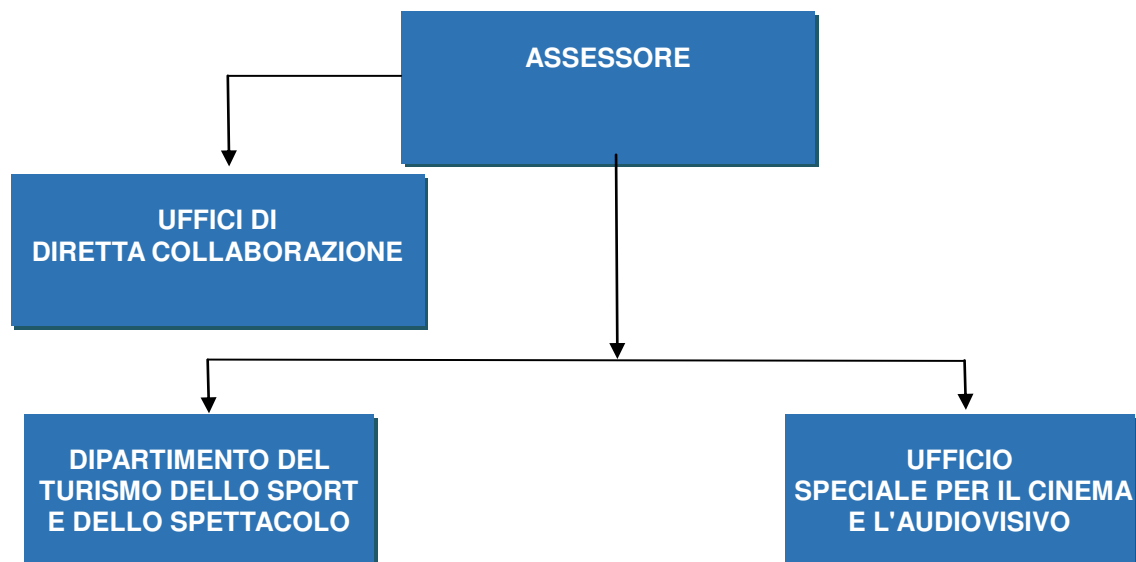 ASSESSORE
UFFICI DI
DIRETTA COLLABORAZIONE
DIPARTIMENTO DEL
TURISMO DELLO SPORT
E DELLO SPETTACOLO
UFFICIO
SPECIALE PER IL CINEMA
E L'AUDIOVISIVO